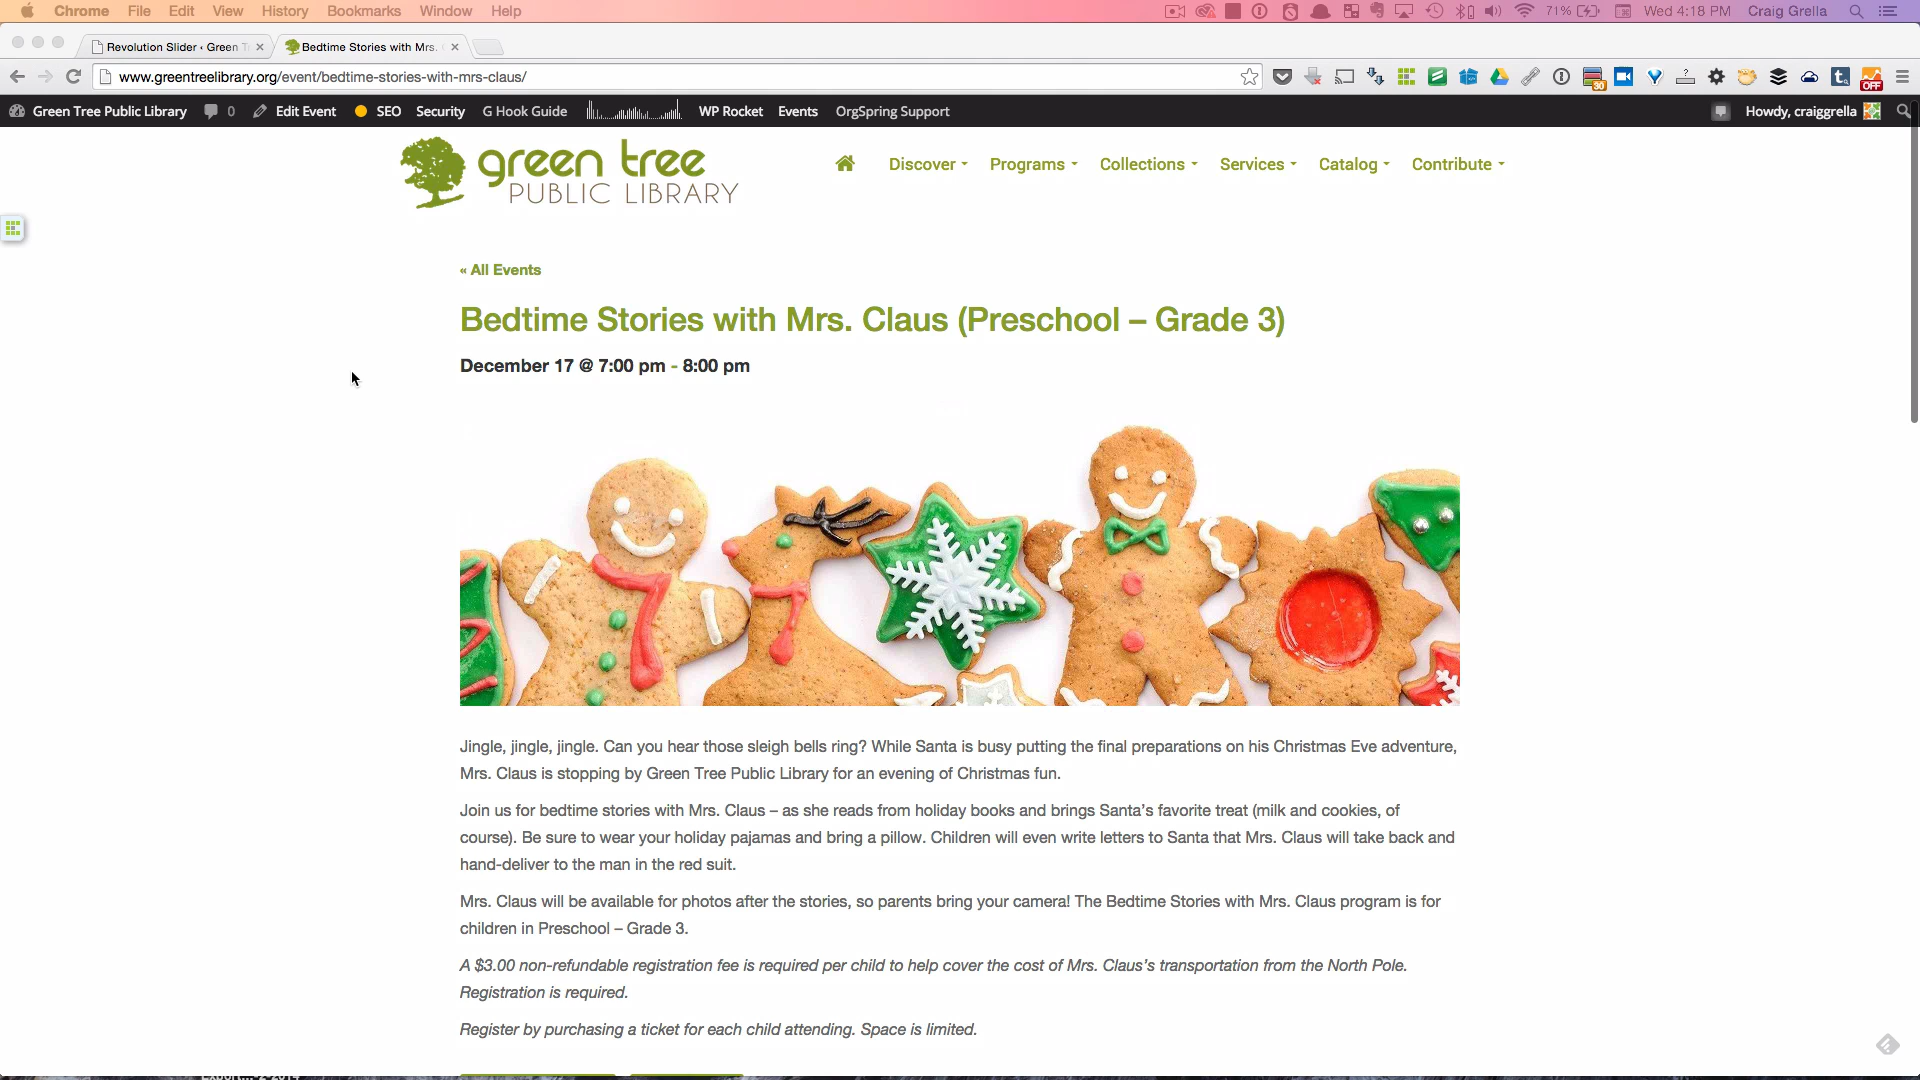 Chrome File Edit View History Bookmarks Window Help 71% Wed 4:18 PM Craig Grella
Revolution Slider ‹ Green T Bedtime Stories with Mrs.
www.greentreelibrary.org/event/bedtime-stories-with-mrs-claus/ 30 OFF
Green Tree Public Library 0 Edit Event SEO Security G Hook Guide WP Rocket Events OrgSpring Support Howdy, craiggrella
green tree
PUBLIC LIBRARY
Discover Programs Collections Services Catalog Contribute
« All Events
Bedtime Stories with Mrs. Claus (Preschool – Grade 3)
December 17 @ 7:00 pm - 8:00 pm
Jingle, jingle, jingle. Can you hear those sleigh bells ring? While Santa is busy putting the final preparations on his Christmas Eve adventure,
Mrs. Claus is stopping by Green Tree Public Library for an evening of Christmas fun.
Join us for bedtime stories with Mrs. Claus – as she reads from holiday books and brings Santa's favorite treat (milk and cookies, of
course). Be sure to wear your holiday pajamas and bring a pillow. Children will even write letters to Santa that Mrs. Claus will take back and
hand-deliver to the man in the red suit.
Mrs. Claus will be available for photos after the stories, so parents bring your camera! The Bedtime Stories with Mrs. Claus program is for
children in Preschool – Grade 3.
A $3.00 non-refundable registration fee is required per child to help cover the cost of Mrs. Claus's transportation from the North Pole.
Registration is required.
Register by purchasing a ticket for each child attending. Space is limited.